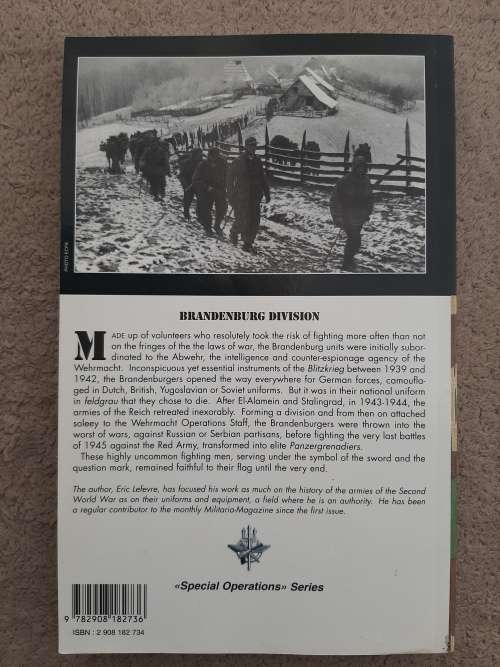 PHOTO ECPA
BRANDENBURG DIVISION
MADE up of volunteers who resolutely took the risk of fighting more often than not
on the fringes of the the laws of war, the Brandenburg units were initially subor-
dinated to the Abwehr, the intelligence and counter-espionage agency of the
Wehrmacht. Inconspicuous yet essential instruments of the Blitzkrieg between 1939 and
1942, the Brandenburgers opened the way everywhere for German forces, camoufla-
ged in Dutch, British, Yugoslavian or Soviet uniforms. But it was in their national uniform
in feldgrau that they chose to die. After El-Alamein and Stalingrad, in 1943-1944, the
armies of the Reich retreated inexorably. Forming a division and from then on attached
soleey to the Wehrmacht Operations Staff, the Brandenburgers were thrown into the
worst of wars, against Russian or Serbian partisans, before fighting the very last battles
of 1945 against the Red Army, transformed into elite Panzergrenadiers.
These highly uncommon fighting men, serving under the symbol of the sword and the
question mark, remained faithful to their flag until the very end.
The author, Eric Lefevre, has focused his work as much on the history of the armies of the Second
World War as on their uniforms and equipment, a field where he is an authority. He has been
a regular contributor to the monthly Militaria-Magazine since the first issue.
«Special Operations» Series
9 782908 182736
ISBN : 2 908 182 734